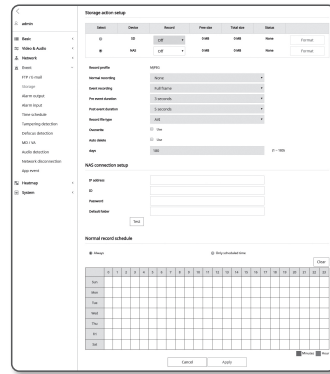 admin
Basic
Video & Audio
Network
Event
FTP / E-mail
Storage
Alarm output
Alarm input
Time schedule
Tampering detection
Defocus detection
MD / VA
Audio detection
Network disconnection
App event
Heatmap
System
Storage action setup
Select Device Record Free size Total size Status
SD Off 0 MB 0 MB None Format
NAS Off 0 MB 0 MB None Format
Record profile MJPEG
Normal recording None
Event recording Full frame
Pre event duration
Post event duration 5 seconds
Record file type AVI
Overwrite Use
Auto delete Use
days 180 (1 ~ 180)
NAS connection setup
IP address
ID
Password
Default folder
Test
Normal record schedule
Always Only scheduled time
Clear
0 1 2 3 4 5 6 7 8 9 10 11 12 13 14 15 16 17 18 19 20 21 22 23
Sun
Mon
Tue
Wed
Thu
Fri
Sat
Minutes Hour
Cancel Apply